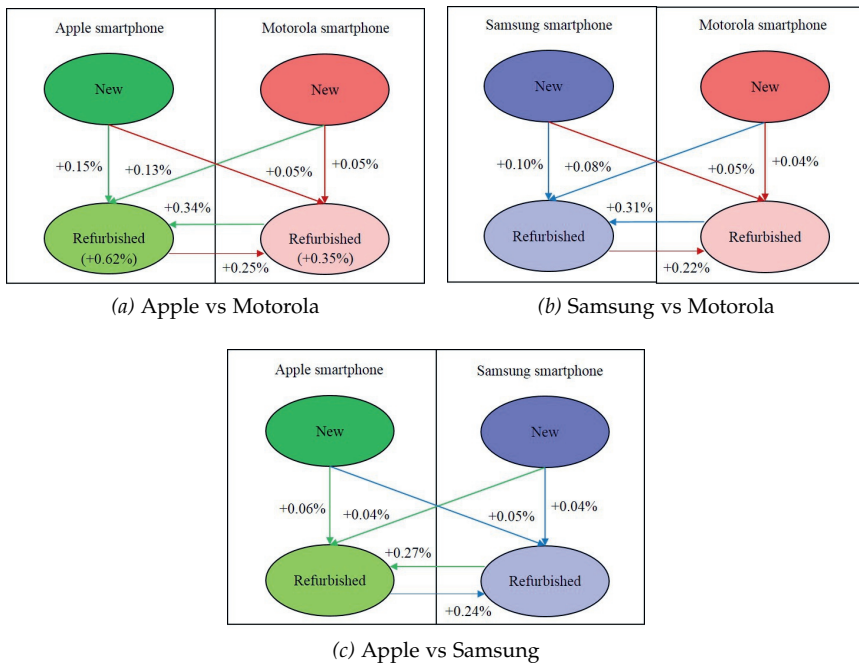 Apple smartphone
Motorola smartphone
New
New
+0.15%
+0.13%
+0.05%
+0.05%
+0.34%
Refurbished
(+0.62%)
Refurbished
(+0.35%)
+0.25%
(a) Apple vs Motorola
Samsung smartphone
Motorola smartphone
New
New
+0.10%
+0.08%
+0.05%
+0.04%
+0.31%
Refurbished
Refurbished
+0.22%
(b) Samsung vs Motorola
Apple smartphone
Samsung smartphone
New
New
+0.06%
+0.04%
+0.05%
+0.04%
+0.27%
Refurbished
Refurbished
+0.24%
(c) Apple vs Samsung